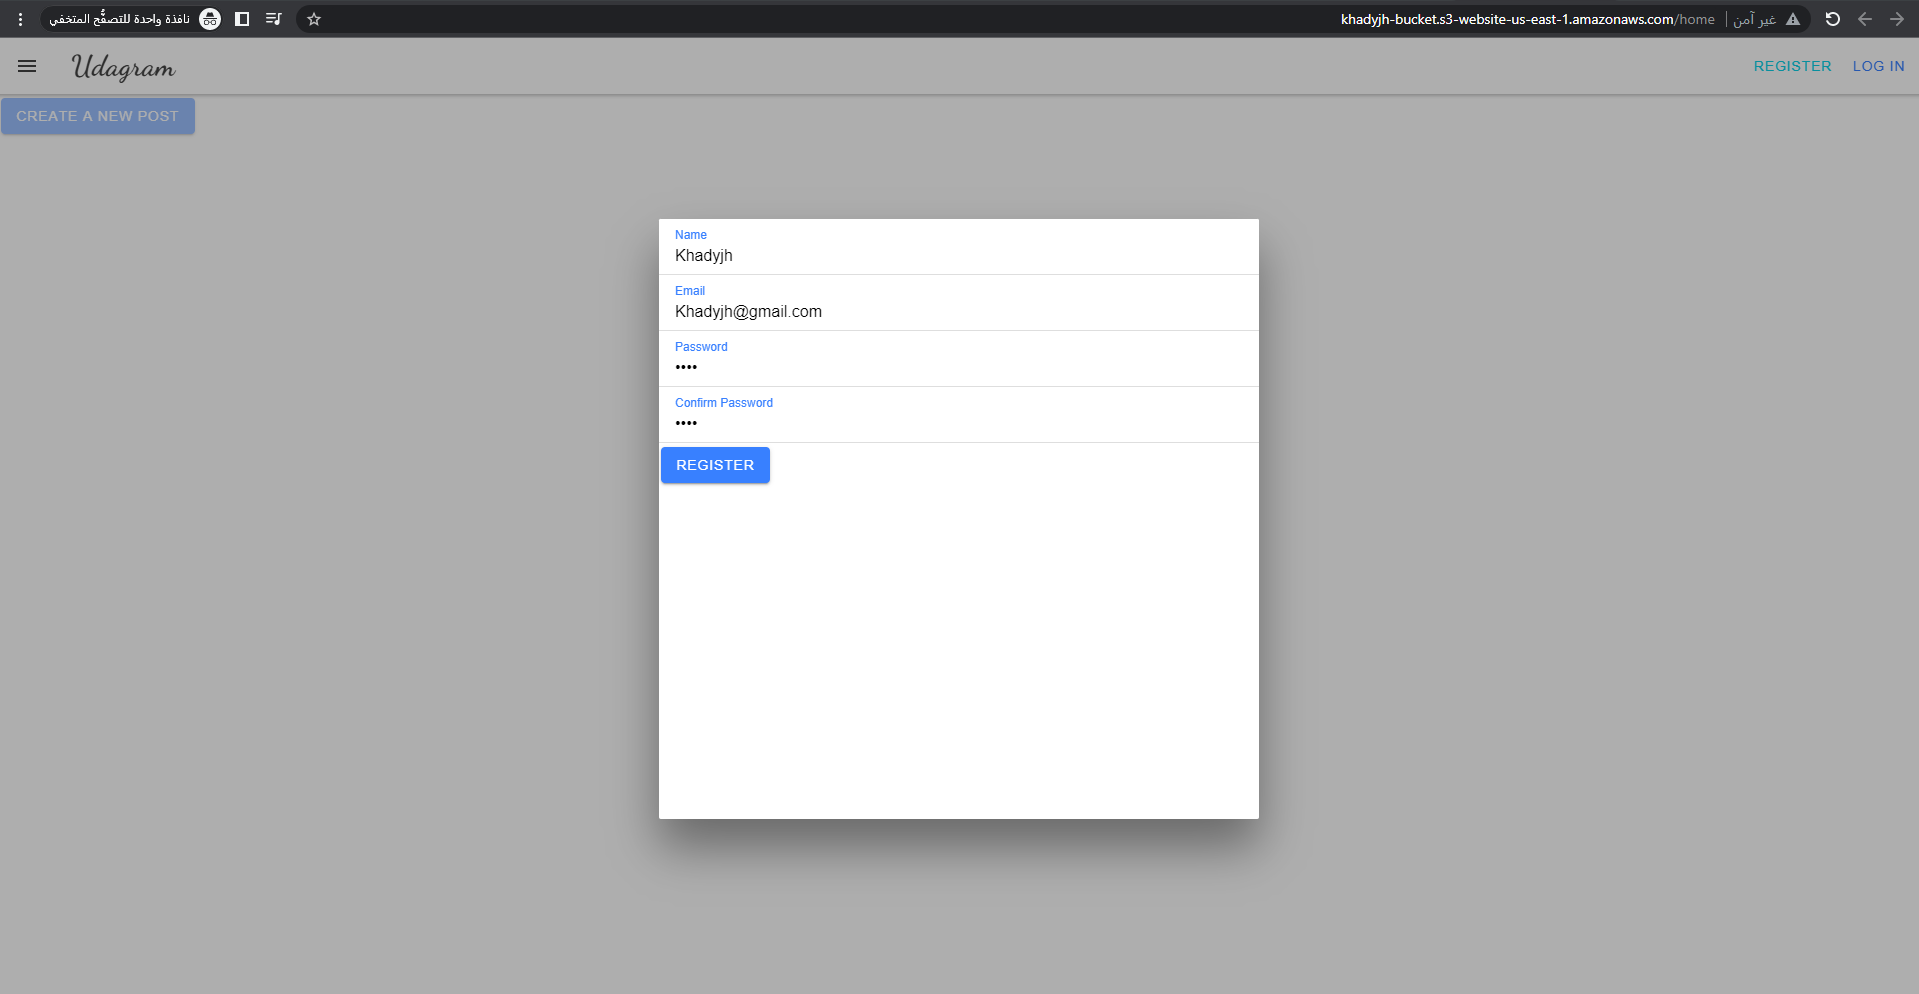 نافذة واحدة للتصفُّح المتخفي
khadyjh-bucket.s3-website-us-east-1.amazonaws.com/home
غير آمن
Udagram
REGISTER
LOG IN
CREATE A NEW POST
Name
Khadyjh
Email
Khadyjh@gmail.com
Password
••••
Confirm Password
••••
REGISTER